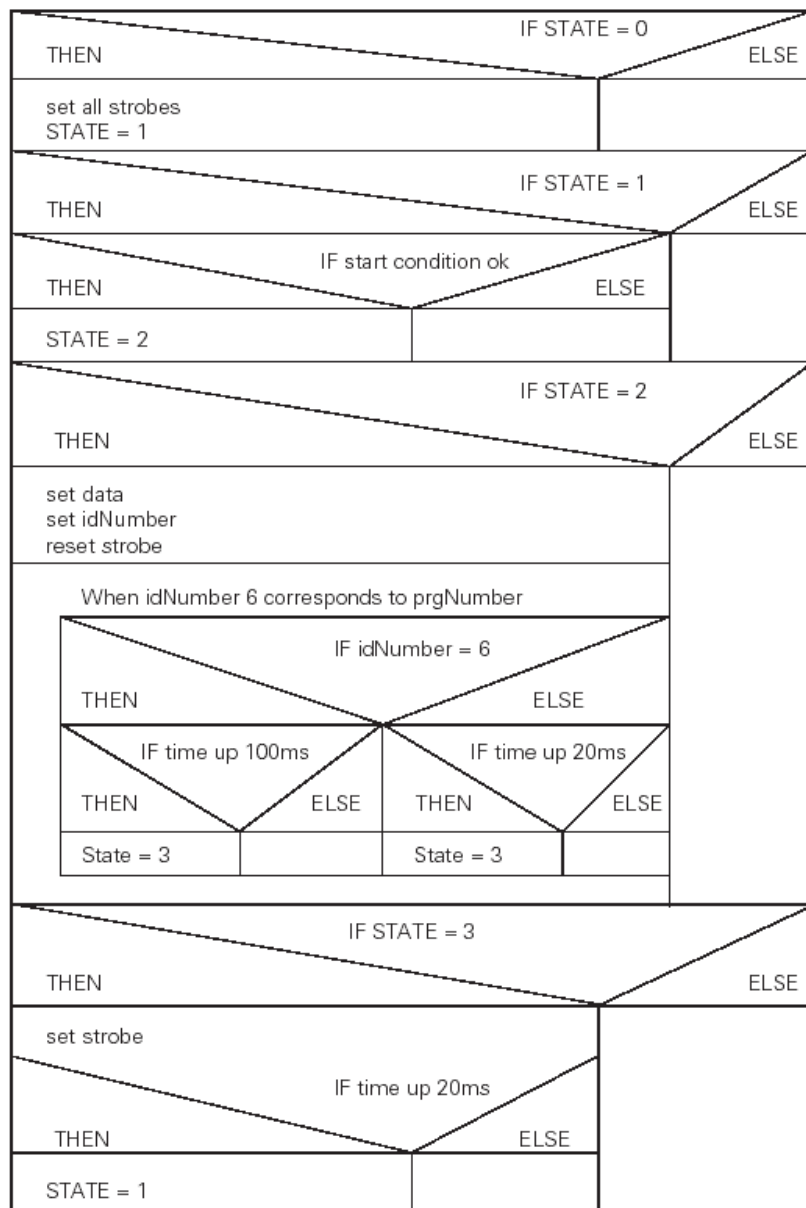 IF STATE = 0
THEN
ELSE
set all strobes
STATE = 1
IF STATE = 1
THEN
ELSE
IF start condition ok
THEN
ELSE
STATE = 2
IF STATE = 2
THEN
ELSE
set data
set idNumber
reset strobe
When idNumber 6 corresponds to prgNumber
IF idNumber = 6
THEN
ELSE
IF time up 100ms
IF time up 20ms
THEN
ELSE
THEN
ELSE
State = 3
State = 3
IF STATE = 3
THEN
ELSE
set strobe
IF time up 20ms
THEN
ELSE
STATE = 1